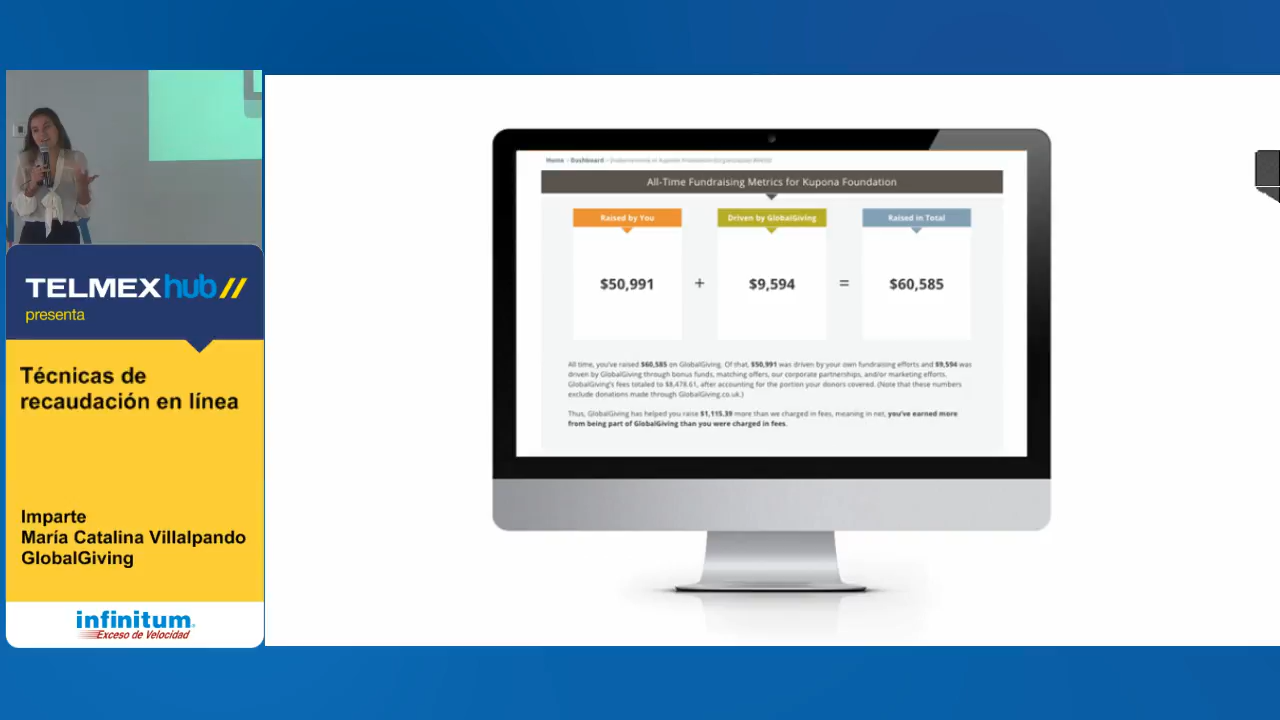 TELMEXhub//
presenta
Técnicas de
recaudación en línea
Imparte
María Catalina Villalpando
GlobalGiving
infinitum.
Exceso de Velocidad
Home › Dashboard ›
All-Time Fundraising Metrics for Kupona Foundation
Raised by You
Driven by GlobalGiving
Raised in Total
$50,991 + $9,594 = $60,585
All time, you've raised $60,585 on GlobalGiving. Of that, $50,991 was driven by your own fundraising efforts and $9,594 was
driven by GlobalGiving through bonus funds, matching offers, our corporate partnerships, and/or marketing efforts.
GlobalGiving's fees totaled to $8,478.61, after accounting for the portion your donors covered. (Note that these numbers
exclude donations made through GlobalGiving.co.uk.)
Thus, GlobalGiving has helped you raise $1,115.39 more than we charged in fees, meaning in net, you've earned more
from being part of GlobalGiving than you were charged in fees.